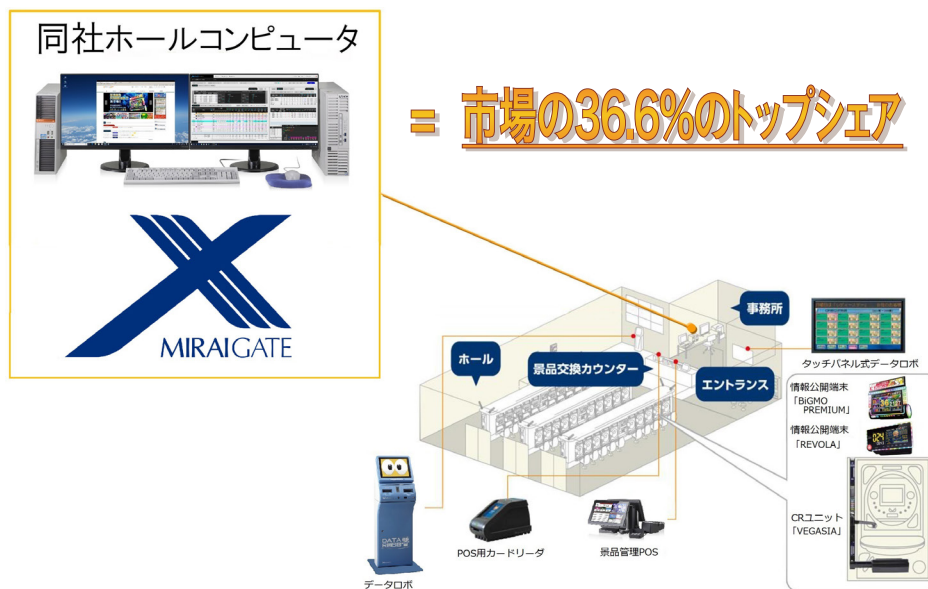 同社ホールコンピュータ
= 市場の36.6%のトップシェア
MIRAIGATE
事務所
ホール
景品交換カウンター
エントランス
タッチパネル式データロボ
情報公開端末
「BiGMO
PREMIUM」
情報公開端末
「REVOLA」
CRユニット
「VEGASIA」
DATA
POS用カードリーダ
景品管理POS
データロボ